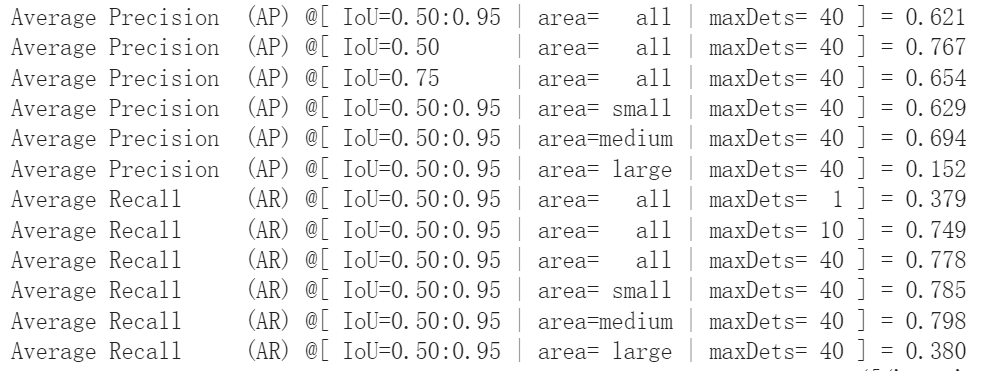 Average Precision (AP) @[ IoU=0.50:0.95 | area= all | maxDets= 40 ] = 0.621
Average Precision (AP) @[ IoU=0.50 | area= all | maxDets= 40 ] = 0.767
Average Precision (AP) @[ IoU=0.75 | area= all | maxDets= 40 ] = 0.654
Average Precision (AP) @[ IoU=0.50:0.95 | area= small | maxDets= 40 ] = 0.629
Average Precision (AP) @[ IoU=0.50:0.95 | area=medium | maxDets= 40 ] = 0.694
Average Precision (AP) @[ IoU=0.50:0.95 | area= large | maxDets= 40 ] = 0.152
Average Recall (AR) @[ IoU=0.50:0.95 | area= all | maxDets= 1 ] = 0.379
Average Recall (AR) @[ IoU=0.50:0.95 | area= all | maxDets= 10 ] = 0.749
Average Recall (AR) @[ IoU=0.50:0.95 | area= all | maxDets= 40 ] = 0.778
Average Recall (AR) @[ IoU=0.50:0.95 | area= small | maxDets= 40 ] = 0.785
Average Recall (AR) @[ IoU=0.50:0.95 | area=medium | maxDets= 40 ] = 0.798
Average Recall (AR) @[ IoU=0.50:0.95 | area= large | maxDets= 40 ] = 0.380